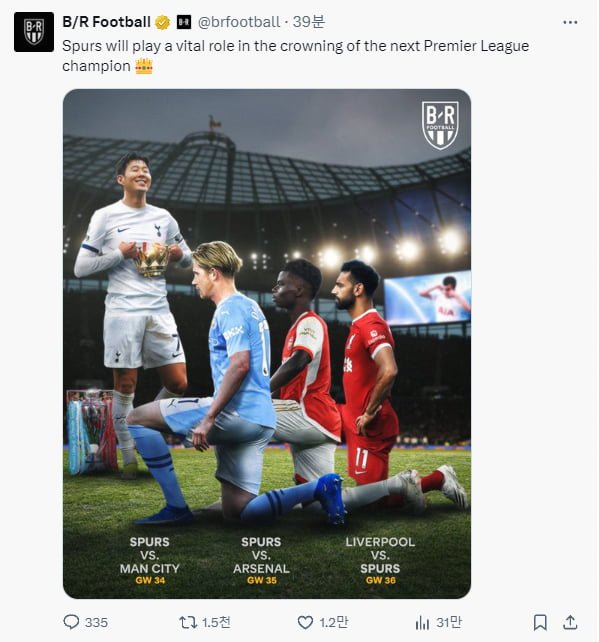 B/R Football @brfootball · 39분
Spurs will play a vital role in the crowning of the next Premier League
champion
B/R
FOOTBALL
11
SPURS
VS.
MAN CITY
GW 34
SPURS
VS.
ARSENAL
GW 35
LIVERPOOL
VS.
SPURS
GW 36
335
1.5천
1.2만
31만